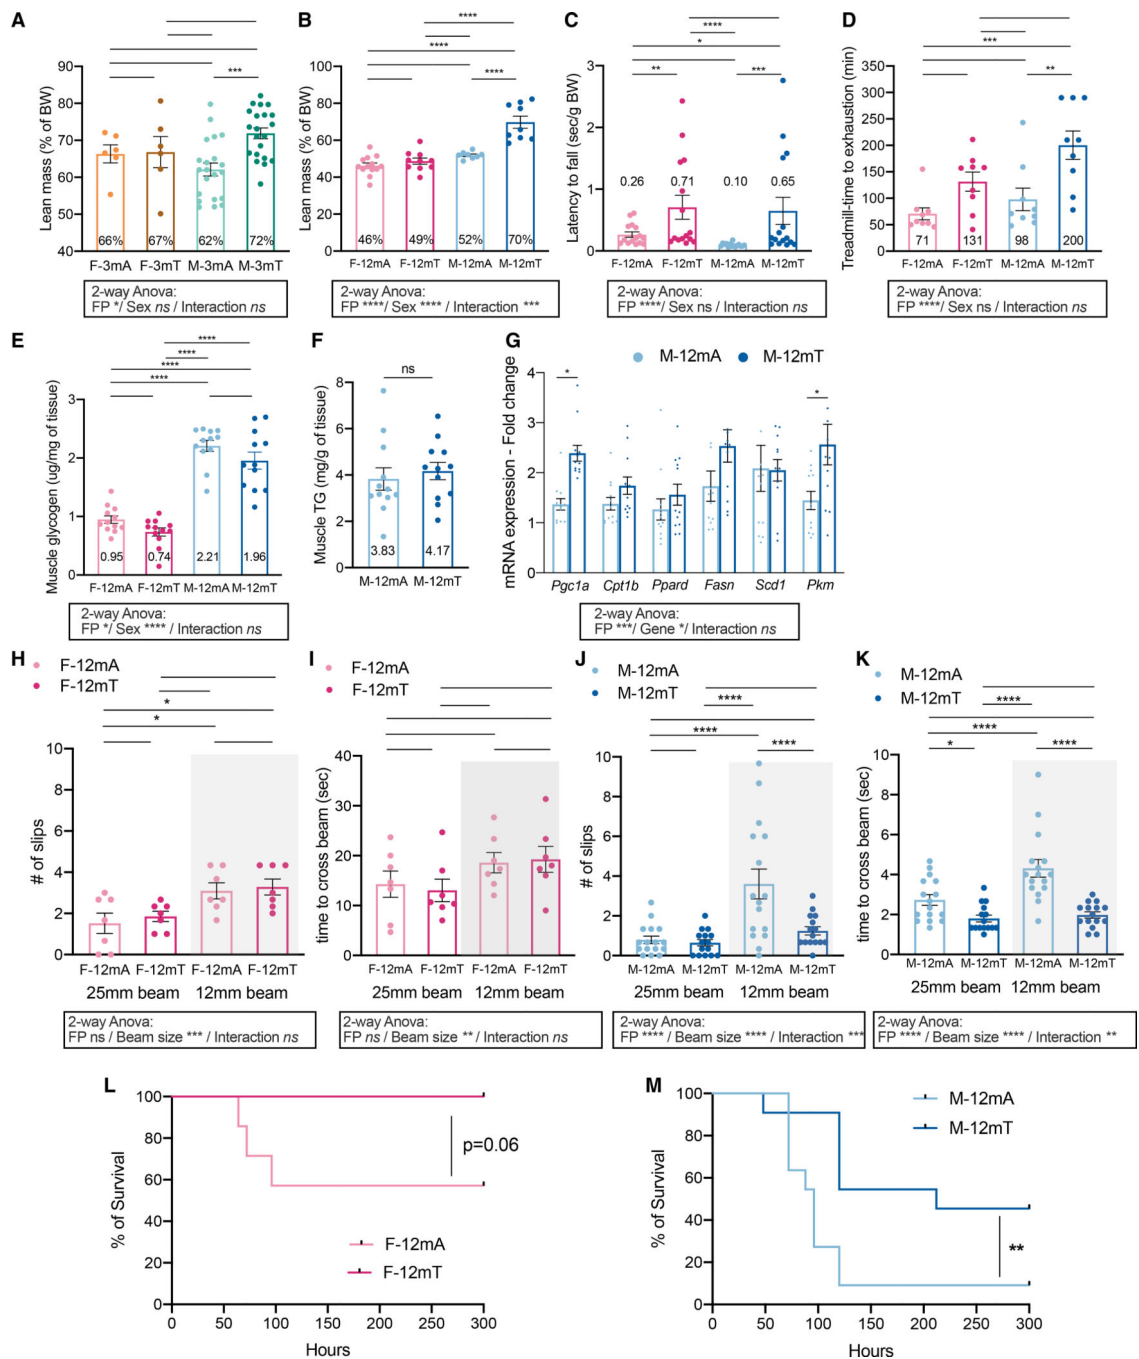 A
***
Lean mass (% of BW)
80
70
60
50
40
66%
67%
62%
72%
F-3mA
F-3mT
M-3mA
M-3mT
2-way Anova:
FP */ Sex ns / Interaction ns
B
****
****
****
Lean mass (% of BW)
100
80
60
40
20
0
46%
49%
52%
70%
F-12mA
F-12mT
M-12mA
M-12mT
2-way Anova:
FP ****/ Sex ****/ Interaction ***
C
****
*
**
***
Latency to fall (sec/g BW)
3
2
1
0
0.26
0.71
0.10
0.65
F-12mA
F-12mT
M-12mA
M-12mT
2-way Anova:
FP ****/ Sex ns / Interaction ns
D
***
**
Treadmill-time to exhaustion (min)
350
300
250
200
150
100
50
0
71
131
98
200
F-12mA
F-12mT
M-12mA
M-12mT
2-way Anova:
FP ****/ Sex ns / Interaction ns
E
****
****
****
****
Muscle glycogen (ug/mg of tissue)
3
2
1
0
0.95
0.74
2.21
1.96
F-12mA
F-12mT
M-12mA
M-12mT
2-way Anova:
FP */ Sex ****/ Interaction ns
F
ns
Muscle TG (mg/g of tissue)
8
6
4
2
0
3.83
4.17
M-12mA
M-12mT
G
M-12mA
M-12mT
mRNA expression - Fold change
4
3
2
1
0
*
*
Pgc1a
Cpt1b
Ppard
Fasn
Scd1
Pkm
2-way Anova:
FP ***/ Gene */ Interaction ns
H
F-12mA
F-12mT
*
*
# of slips
10
8
6
4
2
0
F-12mA
F-12mT
F-12mA
F-12mT
25mm beam
12mm beam
2-way Anova:
FP ns / Beam size *** / Interaction ns
I
F-12mA
F-12mT
time to cross beam (sec)
40
30
20
10
0
F-12mA
F-12mT
F-12mA
F-12mT
25mm beam
12mm beam
2-way Anova:
FP ns / Beam size ** / Interaction ns
J
M-12mA
M-12mT
****
****
****
# of slips
10
8
6
4
2
0
M-12mA
M-12mT
M-12mA
M-12mT
25mm beam
12mm beam
2-way Anova:
FP **** / Beam size **** / Interaction ***
K
M-12mA
M-12mT
****
****
*
****
time to cross beam (sec)
10
8
6
4
2
0
M-12mA
M-12mT
M-12mA
M-12mT
25mm beam
12mm beam
2-way Anova:
FP **** / Beam size **** / Interaction **
L
% of Survival
100
80
60
40
20
0
p=0.06
F-12mA
F-12mT
0
50
100
150
200
250
300
Hours
M
% of Survival
100
80
60
40
20
0
M-12mA
M-12mT
**
0
50
100
150
200
250
300
Hours